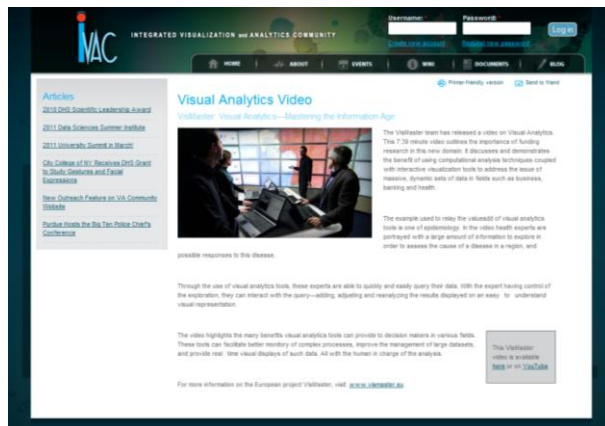 iVAC
INTEGRATED VISUALIZATION AND ANALYTICS COMMUNITY
Username: *
Password: *
Log in
Create new account
Request new password
HOME
ABOUT
EVENTS
WIKI
DOCUMENTS
BLOG
Printer-friendly version
Send to friend
Articles
2010 DHS Scientific Leadership Award
2011 Data Sciences Summer Institute
2011 University Summit in March!
City College of NY Receives DHS Grant
to Study Gestures and Facial
Expressions
New Outreach Feature on VA Community
Website
Purdue Hosts the Big Ten Police Chief's
Conference
Visual Analytics Video
VisMaster: Visual Analytics—Mastering the Information Age
The VisMaster team has released a video on Visual Analytics.
This 7:39 minute video outlines the importance of funding
research in this new domain. It discusses and demonstrates
the benefit of using computational analysis techniques coupled
with interactive visualization tools to address the issue of
massive, dynamic sets of data in fields such as business,
banking and health.
The example used to relay the valueadd of visual analytics
tools is one of epidemiology. In the video health experts are
portrayed with a large amount of information to explore in
order to assess the cause of a disease in a region, and
possible responses to this disease.
Through the use of visual analytics tools, these experts are able to quickly and easily query their data. With the expert having control of
the exploration, they can interact with the query—adding, adjusting and reanalyzing the results displayed on an easy to understand
visual representation.
The video highlights the many benefits visual analytics tools can provide to decision makers in various fields.
These tools can facilitate better monitory of complex processes, improve the management of large datasets,
and provide real time visual displays of such data. All with the human in charge of the analysis.
This VisMaster
video is available
here or on YouTube
For more information on the European project VisMaster, visit: www.vismaster.eu